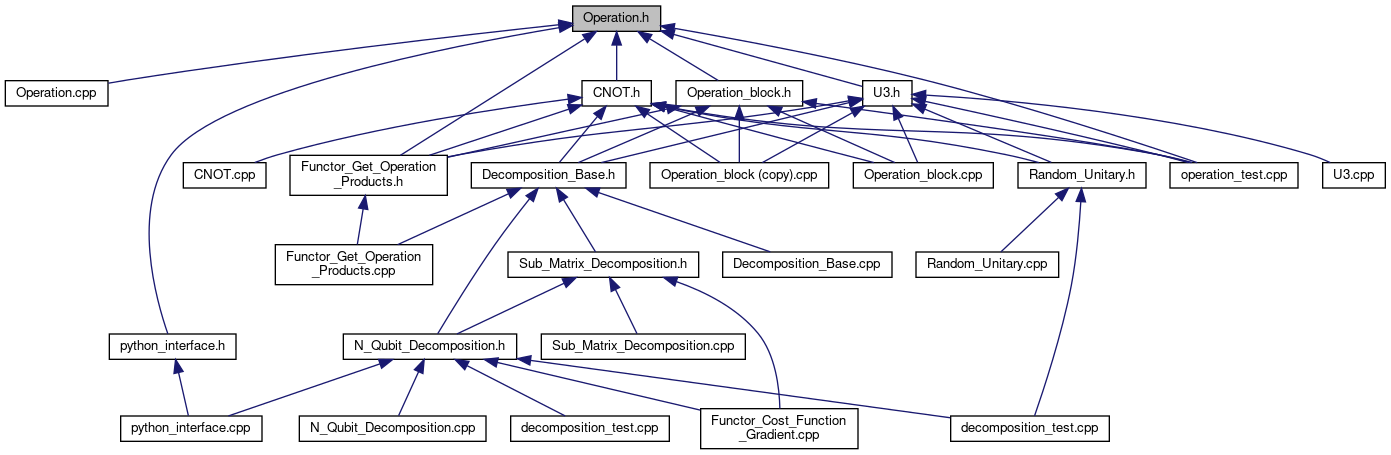 Operation.h
Operation.cpp
CNOT.h
Operation_block.h
U3.h
CNOT.cpp
Functor_Get_Operation
_Products.h
Decomposition_Base.h
Operation_block (copy).cpp
Operation_block.cpp
Random_Unitary.h
operation_test.cpp
U3.cpp
Functor_Get_Operation
_Products.cpp
Sub_Matrix_Decomposition.h
Decomposition_Base.cpp
Random_Unitary.cpp
python_interface.h
N_Qubit_Decomposition.h
Sub_Matrix_Decomposition.cpp
python_interface.cpp
N_Qubit_Decomposition.cpp
decomposition_test.cpp
Functor_Cost_Function
_Gradient.cpp
decomposition_test.cpp